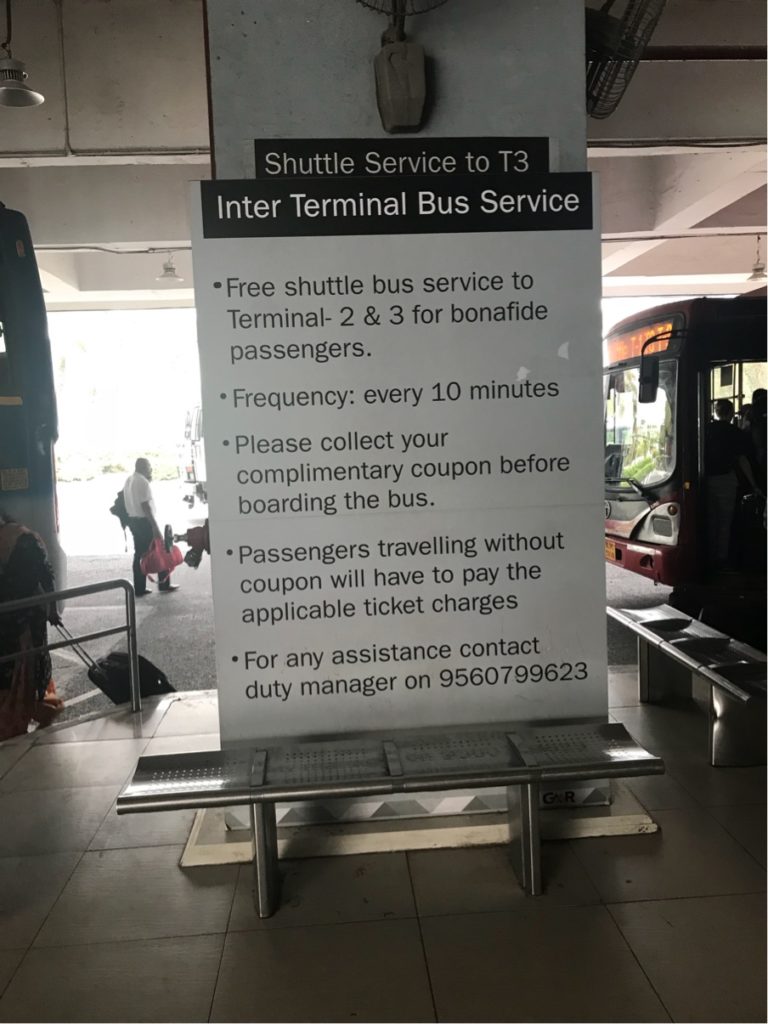 Shuttle Service to T3
Inter Terminal Bus Service
•Free shuttle bus service to
Terminal- 2 & 3 for bonafide
passengers.
•Frequency: every 10 minutes
•Please collect your
complimentary coupon before
boarding the bus.
•Passengers travelling without
coupon will have to pay the
applicable ticket charges
•For any assistance contact
duty manager on 9560799623